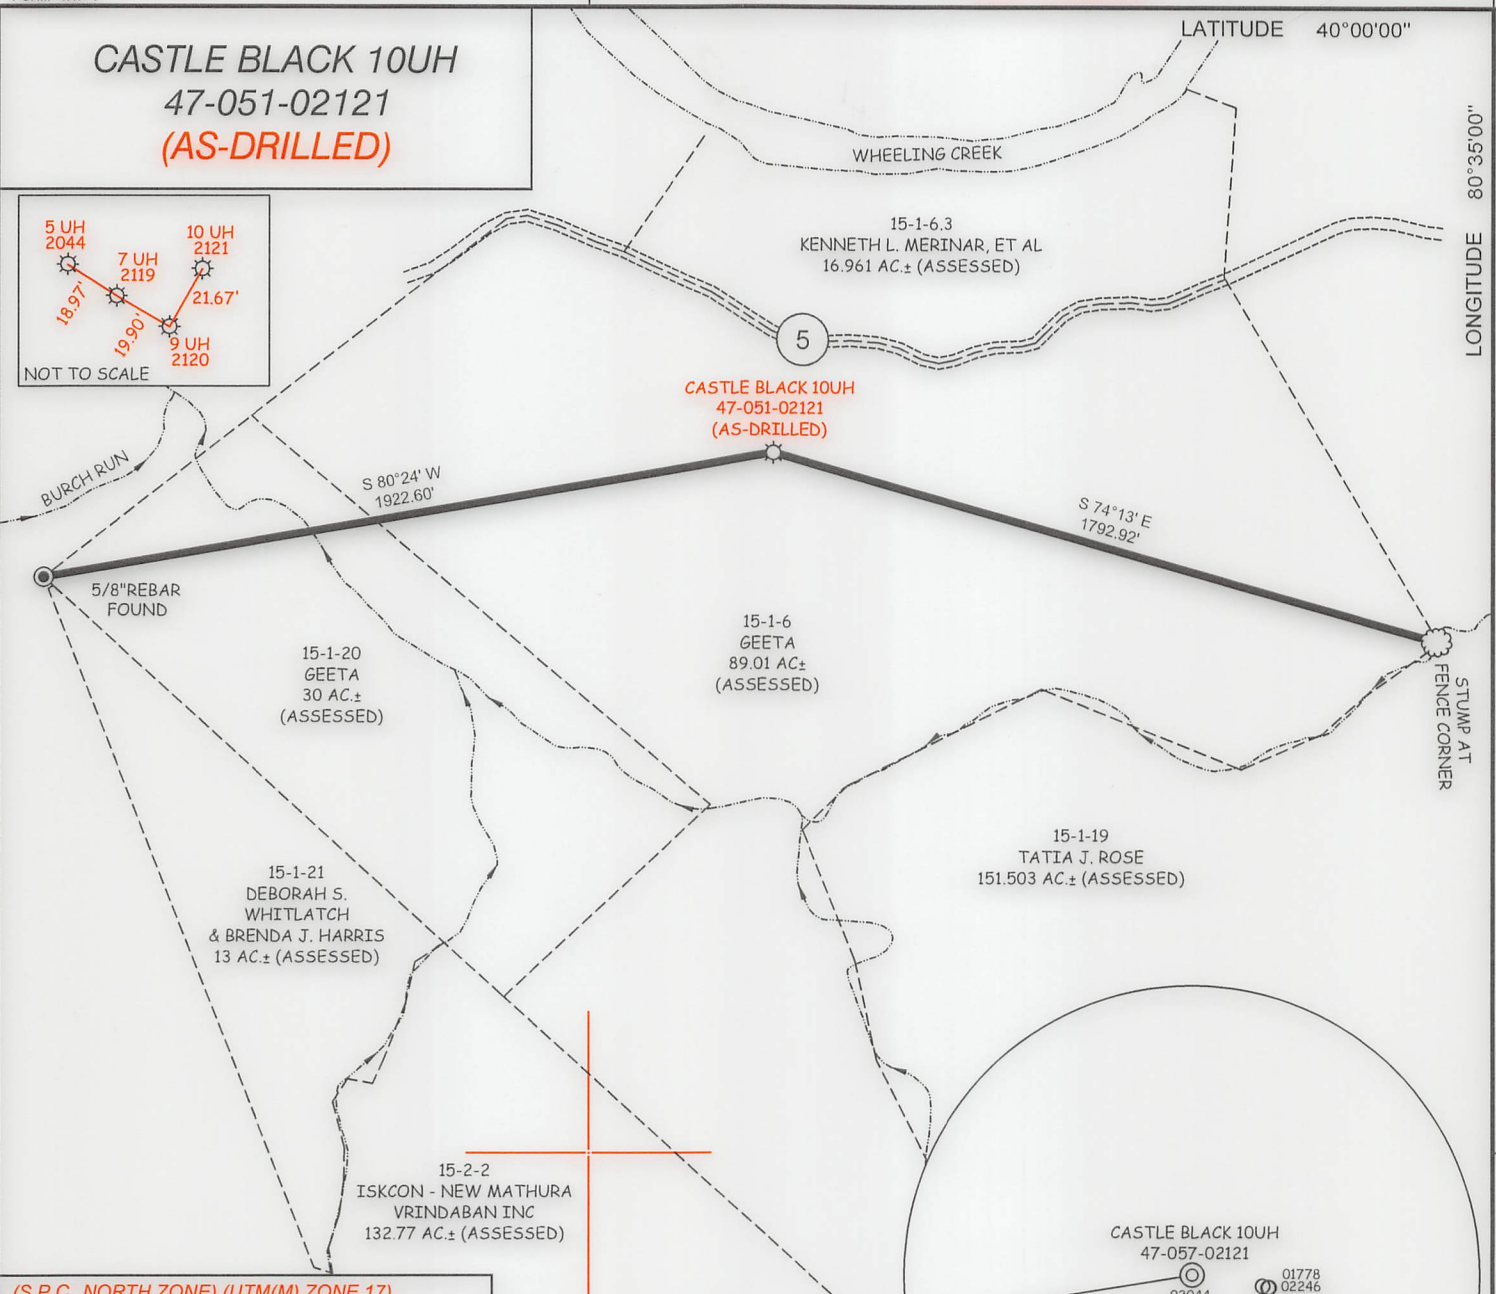 CASTLE BLACK 10UH
47-051-02121
(AS-DRILLED)
LATITUDE 40°00'00"
LONGITUDE 80°35'00"
5 UH
2044
7 UH
2119
10 UH
2121
18.97'
19.90'
21.67'
9 UH
2120
NOT TO SCALE
WHEELING CREEK
15-1-6.3
KENNETH L. MERINAR, ET AL
16.961 AC.± (ASSESSED)
5
CASTLE BLACK 10UH
47-051-02121
(AS-DRILLED)
BURCH RUN
S 80°24' W
1922.60'
S 74°13' E
1792.92'
5/8"REBAR
FOUND
15-1-20
GEETA
30 AC.±
(ASSESSED)
15-1-6
GEETA
89.01 AC±
(ASSESSED)
STUMP AT
FENCE CORNER
15-1-21
DEBORAH S.
WHITLATCH
& BRENDA J. HARRIS
13 AC.± (ASSESSED)
15-1-19
TATIA J. ROSE
151.503 AC.± (ASSESSED)
15-2-2
ISKCON - NEW MATHURA
VRINDABAN INC
132.77 AC.± (ASSESSED)
CASTLE BLACK 10UH
47-057-02121
01778
02246
(S.P.C. NORTH ZONE) (UTM(M) ZONE 17)